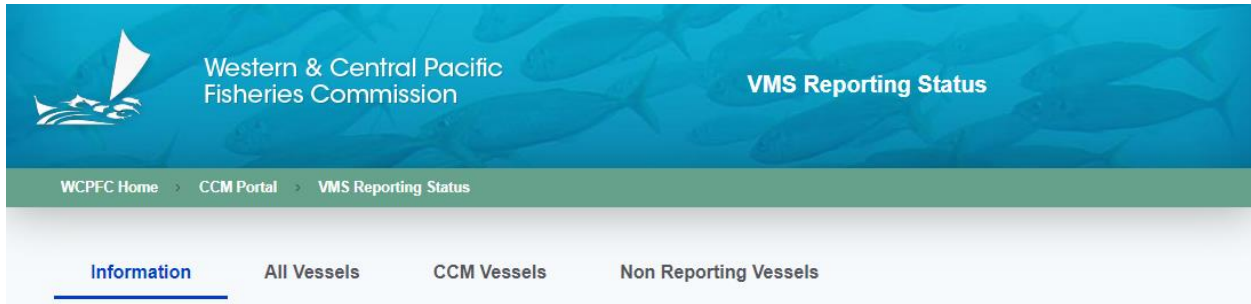 Western & Central Pacific
Fisheries Commission
VMS Reporting Status
WCPFC Home › CCM Portal › VMS Reporting Status
Information All Vessels CCM Vessels Non Reporting Vessels